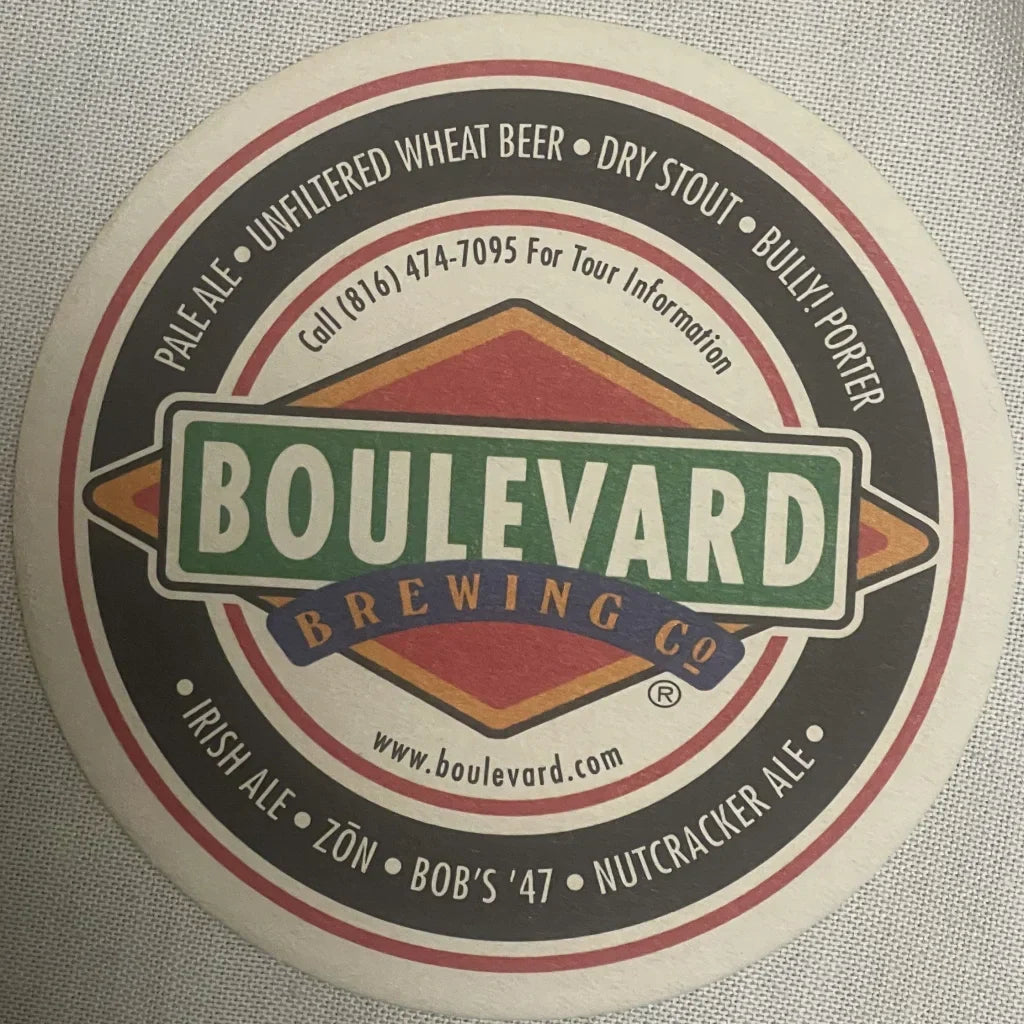 PALE ALE • UNFILTERED WHEAT BEER • DRY STOUT • BULLY! PORTER
Call (816) 474-7095 For Tour Information
BOULEVARD
BREWING CO
®
www.boulevard.com
• IRISH ALE • ZŌN • BOB'S '47 • NUTCRACKER ALE •